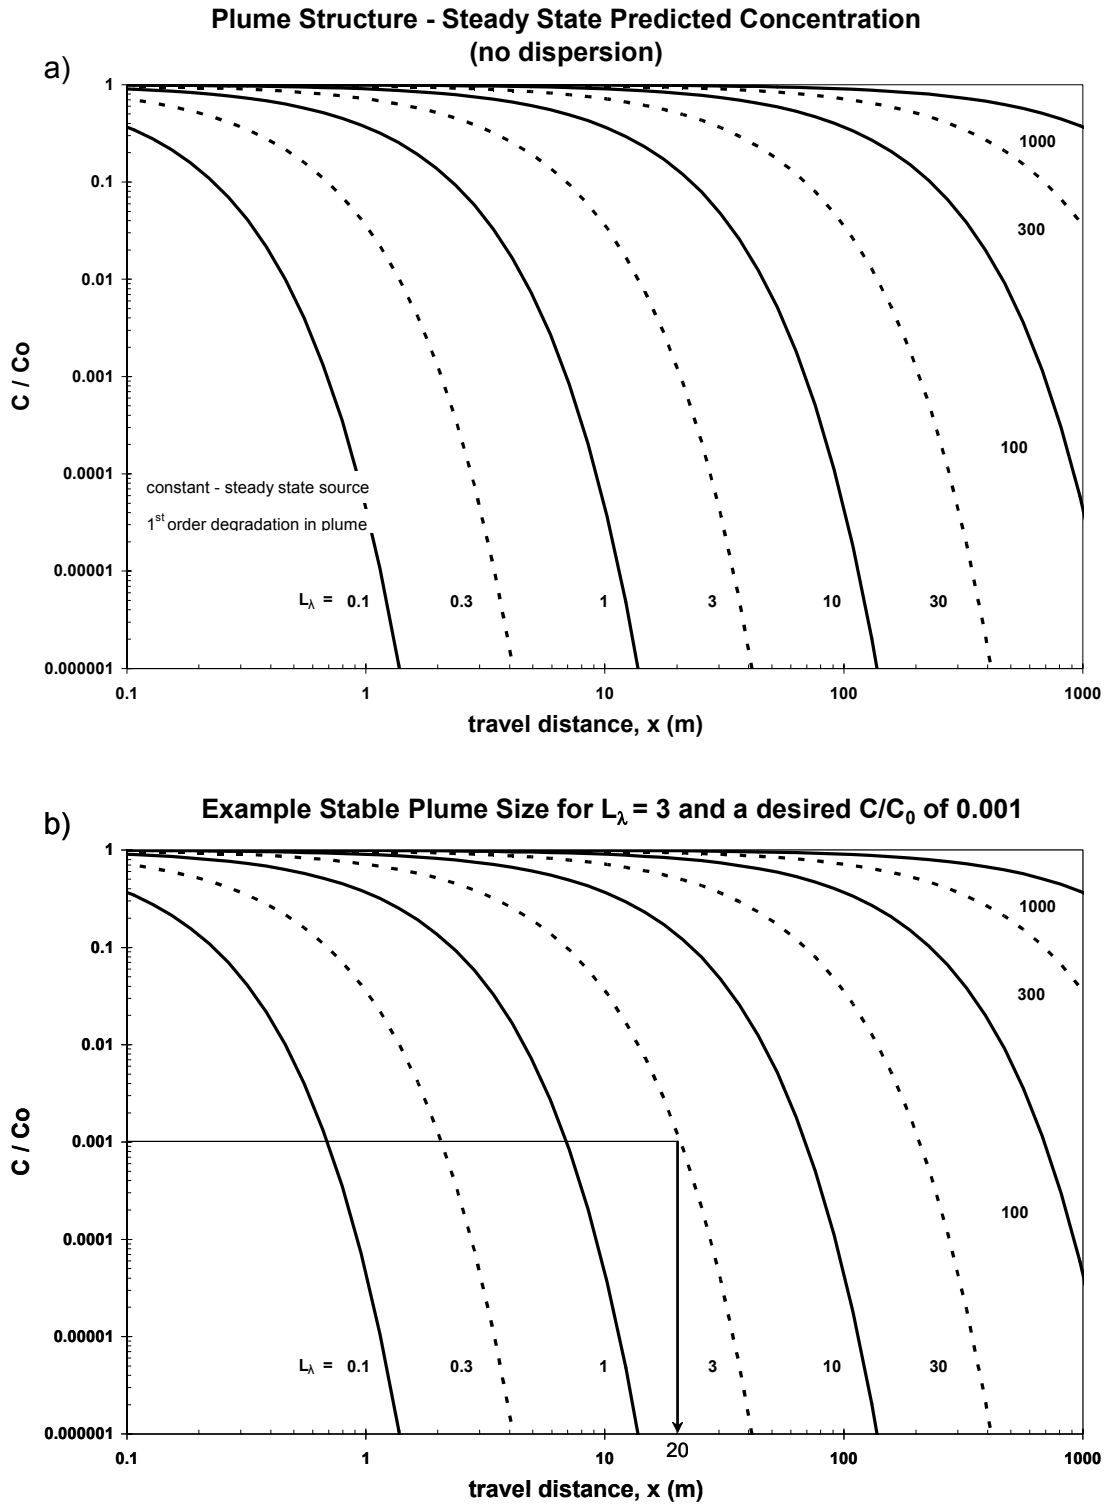 Plume Structure - Steady State Predicted Concentration
(no dispersion)
a)
1
0.1
0.01
0.001
0.0001
0.00001
0.000001
C / Co
1000
300
100
constant - steady state source
1st order degradation in plume
Lλ = 0.1 0.3 1 3 10 30
0.1 1 10 100 1000
travel distance, x (m)
b)
Example Stable Plume Size for Lλ = 3 and a desired C/C0 of 0.001
1
0.1
0.01
0.001
0.0001
0.00001
0.000001
C / Co
1000
300
100
Lλ = 0.1 0.3 1 3 10 30
20
0.1 1 10 100 1000
travel distance, x (m)